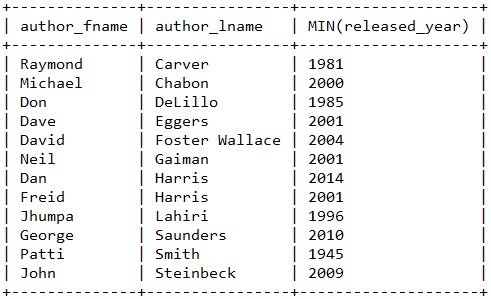 +--------------+----------------+--------------------+
| author_fname | author_lname   | MIN(released_year) |
+--------------+----------------+--------------------+
| Raymond      | Carver         | 1981               |
| Michael      | Chabon         | 2000               |
| Don          | DeLillo        | 1985               |
| Dave         | Eggers         | 2001               |
| David        | Foster Wallace | 2004               |
| Neil         | Gaiman         | 2001               |
| Dan          | Harris         | 2014               |
| Freid        | Harris         | 2001               |
| Jhumpa       | Lahiri         | 1996               |
| George       | Saunders       | 2010               |
| Patti        | Smith          | 1945               |
| John         | Steinbeck      | 2009               |
+--------------+----------------+--------------------+